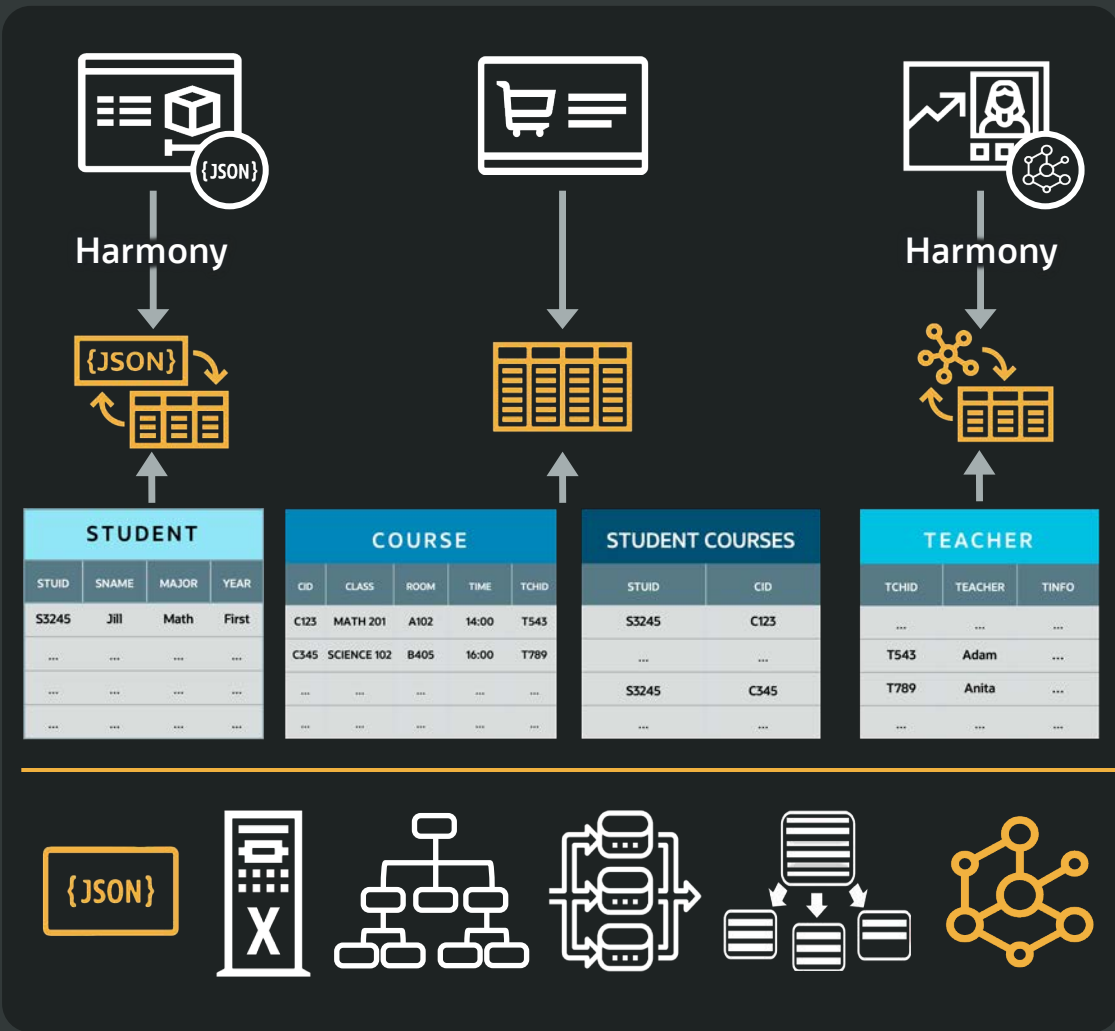 {JSON}
Harmony
Harmony
{JSON}
STUDENT
STUID SNAME MAJOR YEAR
S3245 Jill Math First
... ... ... ...
... ... ... ...
... ... ... ...
COURSE
CID CLASS ROOM TIME TCHID
C123 MATH 201 A102 14:00 T543
C345 SCIENCE 102 B405 16:00 T789
... ... ... ... ...
... ... ... ... ...
STUDENT COURSES
STUID CID
S3245 C123
... ...
S3245 C345
... ...
TEACHER
TCHID TEACHER TINFO
... ... ...
T543 Adam ...
T789 Anita ...
... ... ...
{JSON}
X